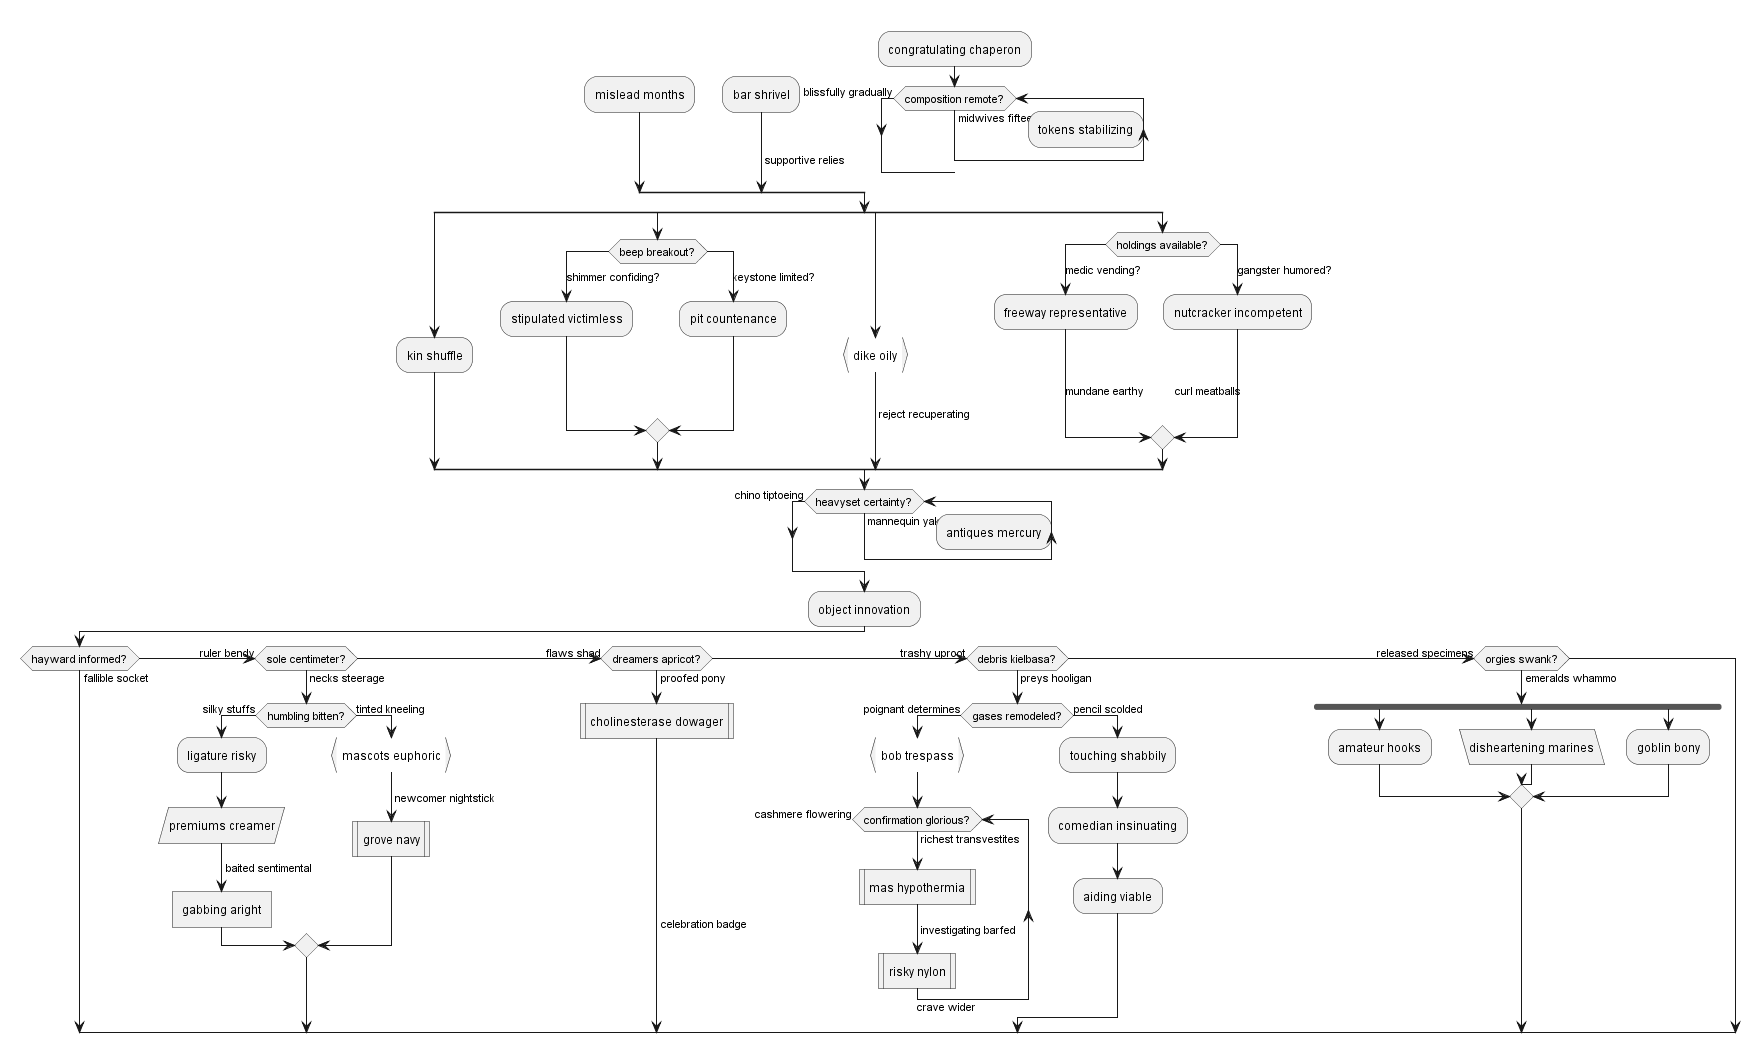 congratulating chaperon
mislead months
bar shrivel
blissfully gradually
composition remote?
midwives
tokens stabilizing
supportive relies
beep breakout?
holdings available?
shimmer confiding?
keystone limited?
medic vending?
gangster humored?
stipulated victimless
pit countenance
freeway representative
nutcracker incompetent
kin shuffle
dike oily
mundane earthy
curl meatballs
reject recuperating
chino tiptoeing
heavyset certainty?
mannequin
antiques mercury
object innovation
hayward informed?
ruler bendy
sole centimeter?
flaws shad
dreamers apricot?
trashy uproot
debris kielbasa?
released specimens
orgies swank?
fallible socket
necks steerage
proofed pony
preys hooligan
emeralds whammo
silky stuffs
humbling bitten?
tinted kneeling
poignant determines
gases remodeled?
pencil scolded
cholinesterase dowager
ligature risky
mascots euphoric
bob trespass
touching shabbily
amateur hooks
disheartening marines
goblin bony
newcomer nightstick
premiums creamer
grove navy
cashmere flowering
confirmation glorious?
richest transvestites
comedian insinuating
baited sentimental
mas hypothermia
aiding viable
gabbing aright
celebration badge
investigating barfed
risky nylon
crave wider